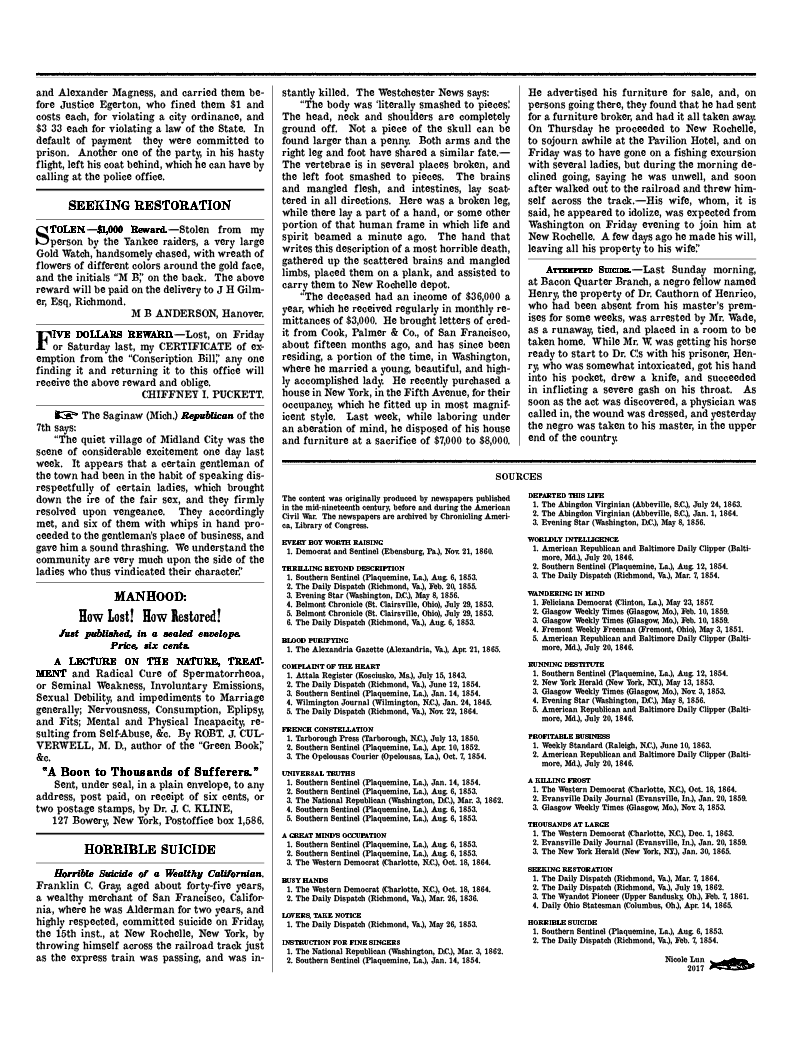 and Alexander Magness, and carried them be-
fore Justice Egerton, who fined them $1 and
costs each, for violating a city ordinance, and
$3 33 each for violating a law of the State. In
default of payment they were committed to
prison. Another one of the party, in his hasty
flight, left his coat behind, which he can have by
calling at the police office.
SEEKING RESTORATION
STOLEN.—$1,000 Reward.—Stolen from my
person by the Yankee raiders, a very large
Gold Watch, handsomely chased, with wreath of
flowers of different colors around the gold face,
and the initials “M B,” on the back. The above
reward will be paid on the delivery to J H Gilm-
er, Esq, Richmond.
M B ANDERSON, Hanover.
FIVE DOLLARS REWARD.—Lost, on Friday
or Saturday last, my CERTIFICATE of ex-
emption from the “Conscription Bill,” any one
finding it and returning it to this office will
receive the above reward and oblige.
CHIFFNEY I. PUCKETT.
☞ The Saginaw (Mich.) Republican of the
7th says:
“The quiet village of Midland City was the
scene of considerable excitement one day last
week. It appears that a certain gentleman of
the town had been in the habit of speaking dis-
respectfully of certain ladies, which brought
down the ire of the fair sex, and they firmly
resolved upon vengeance. They accordingly
met, and six of them with whips in hand pro-
ceeded to the gentleman's place of business, and
gave him a sound thrashing. We understand the
community are very much upon the side of the
ladies who thus vindicated their character.”
MANHOOD:
How Lost! How Restored!
Just published, in a sealed envelope.
Price, six cents.
A LECTURE ON THE NATURE, TREAT-
MENT and Radical Cure of Spermatorrhoea,
or Seminal Weakness, Involuntary Emissions,
Sexual Debility, and impediments to Marriage
generally; Nervousness, Consumption, Eplipsy,
and Fits; Mental and Physical Incapacity, re-
sulting from Self-Abuse, &c. By ROBT. J. CUL-
VERWELL, M. D., author of the “Green Book,”
&c.
"A Boon to Thousands of Sufferers."
Sent, under seal, in a plain envelope, to any
address, post paid, on receipt of six cents, or
two postage stamps, by Dr. J. C. KLINE,
127 Bowery, New York, Postoffice box 1,586.
HORRIBLE SUICIDE
Horrible Suicide of a Wealthy Californian.
Franklin C. Gray, aged about forty-five years,
a wealthy merchant of San Francisco, Califor-
nia, where he was Alderman for two years, and
highly respected, committed suicide on Friday,
the 15th inst., at New Rochelle, New York, by
throwing himself across the railroad track just
as the express train was passing, and was in-
stantly killed. The Westchester News says:
“The body was ‘literally smashed to pieces.’
The head, neck and shoulders are completely
ground off. Not a piece of the skull can be
found larger than a penny. Both arms and the
right leg and foot have shared a similar fate.—
The vertebrae is in several places broken, and
the left foot smashed to pieces. The brains
and mangled flesh, and intestines, lay scat-
tered in all directions. Here was a broken leg,
while there lay a part of a hand, or some other
portion of that human frame in which life and
spirit beamed a minute ago. The hand that
writes this description of a most horrible death,
gathered up the scattered brains and mangled
limbs, placed them on a plank, and assisted to
carry them to New Rochelle depot.
“The deceased had an income of $36,000 a
year, which he received regularly in monthly re-
mittances of $3,000. He brought letters of cred-
it from Cook, Palmer & Co., of San Francisco,
about fifteen months ago, and has since been
residing, a portion of the time, in Washington,
where he married a young, beautiful, and high-
ly accomplished lady. He recently purchased a
house in New York, in the Fifth Avenue, for their
occupancy, which he fitted up in most magnif-
icent style. Last week, while laboring under
an aberation of mind, he disposed of his house
and furniture at a sacrifice of $7,000 to $8,000.
He advertised his furniture for sale, and, on
persons going there, they found that he had sent
for a furniture broker, and had it all taken away.
On Thursday he proceeded to New Rochelle,
to sojourn awhile at the Pavilion Hotel, and on
Friday was to have gone on a fishing excursion
with several ladies, but during the morning de-
clined going, saying he was unwell, and soon
after walked out to the railroad and threw him-
self across the track.—His wife, whom, it is
said, he appeared to idolize, was expected from
Washington on Friday evening to join him at
New Rochelle. A few days ago he made his will,
leaving all his property to his wife.”
ATTEMPTED SUICIDE.—Last Sunday morning,
at Bacon Quarter Branch, a negro fellow named
Henry, the property of Dr. Cauthorn of Henrico,
who had been absent from his master's prem-
ises for some weeks, was arrested by Mr. Wade,
as a runaway, tied, and placed in a room to be
taken home. While Mr. W. was getting his horse
ready to start to Dr. C.'s with his prisoner, Hen-
ry, who was somewhat intoxicated, got his hand
into his pocket, drew a knife, and succeeded
in inflicting a severe gash on his throat. As
soon as the act was discovered, a physician was
called in, the wound was dressed, and yesterday
the negro was taken to his master, in the upper
end of the country.
SOURCES
The content was originally produced by newspapers published
in the mid-nineteenth century, before and during the American
Civil War. The newspapers are archived by Chronicling Ameri-
ca, Library of Congress.
EVERY BOY WORTH RAISING
1. Democrat and Sentinel (Ebensburg, Pa.), Nov. 21, 1860.
THRILLING BEYOND DESCRIPTION
1. Southern Sentinel (Plaquemine, La.), Aug. 6, 1853.
2. The Daily Dispatch (Richmond, Va.), Feb. 20, 1855.
3. Evening Star (Washington, D.C.), May 8, 1856.
4. Belmont Chronicle (St. Clairsville, Ohio), July 29, 1853.
5. Belmont Chronicle (St. Clairsville, Ohio), July 29, 1853.
6. The Daily Dispatch (Richmond, Va.), Aug. 6, 1853.
BLOOD PURIFYING
1. The Alexandria Gazette (Alexandria, Va.), Apr. 21, 1865.
COMPLAINT OF THE HEART
1. Attala Register (Kosciusko, Ms.), July 15, 1843.
2. The Daily Dispatch (Richmond, Va.), June 12, 1854.
3. Southern Sentinel (Plaquemine, La.), Jan. 14, 1854.
4. Wilmington Journal (Wilmington, N.C.), Jan. 24, 1845.
5. The Daily Dispatch (Richmond, Va.), Nov. 22, 1864.
FRENCH CONSTELLATION
1. Tarborough Press (Tarborough, N.C.), July 13, 1850.
2. Southern Sentinel (Plaquemine, La.), Apr. 10, 1852.
3. The Opelousas Courier (Opelousas, La.), Oct. 7, 1854.
UNIVERSAL TRUTHS
1. Southern Sentinel (Plaquemine, La.), Jan. 14, 1854.
2. Southern Sentinel (Plaquemine, La.), Aug. 6, 1853.
3. The National Republican (Washington, D.C.), Mar. 3, 1862.
4. Southern Sentinel (Plaquemine, La.), Aug. 6, 1853.
5. Southern Sentinel (Plaquemine, La.), Aug. 6, 1853.
A GREAT MIND'S OCCUPATION
1. Southern Sentinel (Plaquemine, La.), Aug. 6, 1853.
2. Southern Sentinel (Plaquemine, La.), Aug. 6, 1853.
3. The Western Democrat (Charlotte, N.C.), Oct. 18, 1864.
BUSY HANDS
1. The Western Democrat (Charlotte, N.C.), Oct. 18, 1864.
2. The Daily Dispatch (Richmond, Va.), Mar. 26, 1836.
LOVERS, TAKE NOTICE
1. The Daily Dispatch (Richmond, Va.), May 26, 1853.
INSTRUCTION FOR FINE SINGERS
1. The National Republican (Washington, D.C.), Mar. 3, 1862.
2. Southern Sentinel (Plaquemine, La.), Jan. 14, 1854.
DEPARTED THIS LIFE
1. The Abingdon Virginian (Abbeville, S.C.), July 24, 1863.
2. The Abingdon Virginian (Abbeville, S.C.), Jan. 1, 1864.
3. Evening Star (Washington, D.C.), May 8, 1856.
WORLDLY INTELLIGENCE
1. American Republican and Baltimore Daily Clipper (Balti-
more, Md.), July 20, 1846.
2. Southern Sentinel (Plaquemine, La.), Aug. 12, 1854.
3. The Daily Dispatch (Richmond, Va.), Mar. 7, 1854.
WANDERING IN MIND
1. Feliciana Democrat (Clinton, La.), May 23, 1857.
2. Glasgow Weekly Times (Glasgow, Mo.), Feb. 10, 1859.
3. Glasgow Weekly Times (Glasgow, Mo.), Feb. 10, 1859.
4. Fremont Weekly Freeman (Fremont, Ohio), May 3, 1851.
5. American Republican and Baltimore Daily Clipper (Balti-
more, Md.), July 20, 1846.
RUNNING DESTITUTE
1. Southern Sentinel (Plaquemine, La.), Aug. 12, 1854.
2. New York Herald (New York, N.Y.), May 13, 1853.
3. Glasgow Weekly Times (Glasgow, Mo.), Nov. 3, 1853.
4. Evening Star (Washington, D.C.), May 8, 1856.
5. American Republican and Baltimore Daily Clipper (Balti-
more, Md.), July 20, 1846.
PROFITABLE BUSINESS
1. Weekly Standard (Raleigh, N.C.), June 10, 1863.
2. American Republican and Baltimore Daily Clipper (Balti-
more, Md.), July 20, 1846.
A KILLING FROST
1. The Western Democrat (Charlotte, N.C.), Oct. 18, 1864.
2. Evansville Daily Journal (Evansville, In.), Jan. 20, 1859.
3. Glasgow Weekly Times (Glasgow, Mo.), Nov. 3, 1853.
THOUSANDS AT LARGE
1. The Western Democrat (Charlotte, N.C.), Dec. 1, 1863.
2. Evansville Daily Journal (Evansville, In.), Jan. 20, 1859.
3. The New York Herald (New York, N.Y.), Jan. 30, 1865.
SEEKING RESTORATION
1. The Daily Dispatch (Richmond, Va.), Mar. 7, 1864.
2. The Daily Dispatch (Richmond, Va.), July 19, 1862.
3. The Wyandot Pioneer (Upper Sandusky, Oh.), Feb. 7, 1861.
4. Daily Ohio Statesman (Columbus, Oh.), Apr. 14, 1865.
HORRIBLE SUICIDE
1. Southern Sentinel (Plaquemine, La.), Aug. 6, 1853.
2. The Daily Dispatch (Richmond, Va.), Feb. 7, 1854.
Nicole Lun
2017